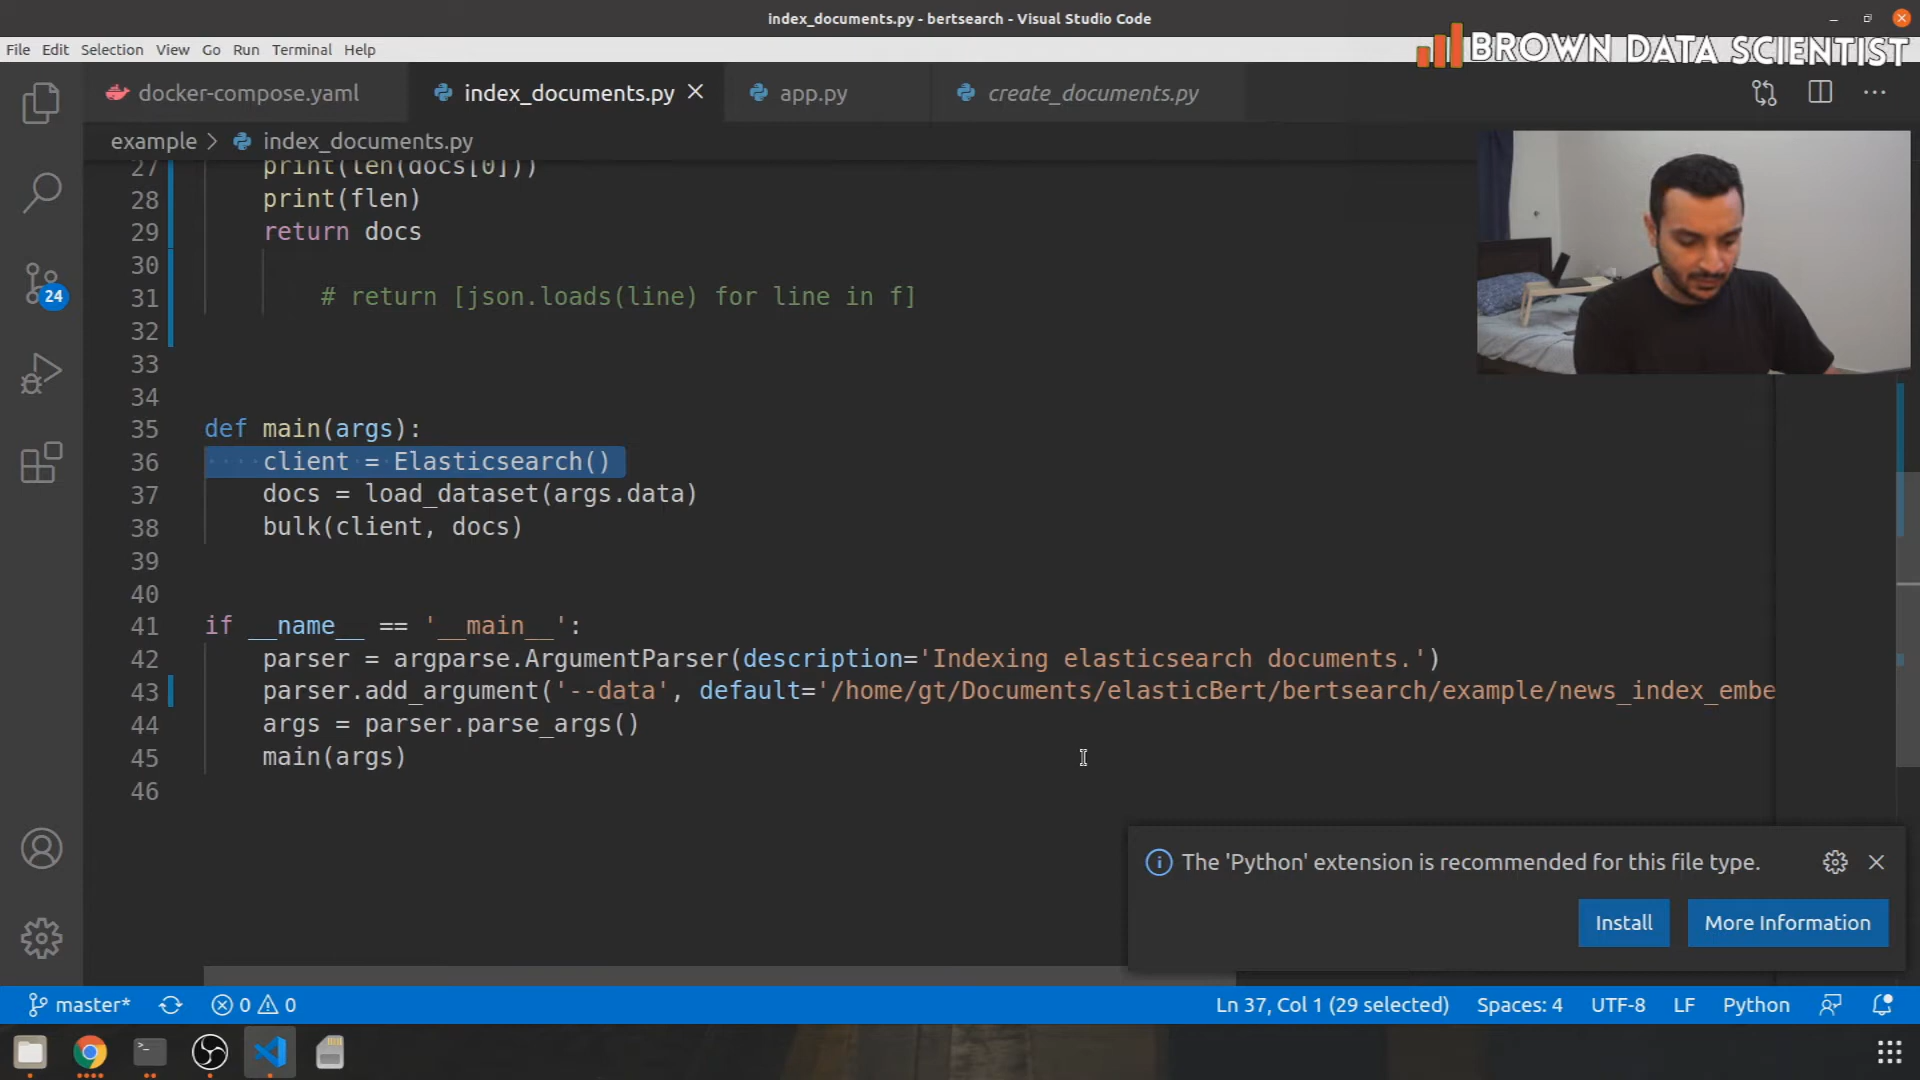 index_documents.py - bertsearch - Visual Studio Code
File Edit Selection View Go Run Terminal Help
BROWN DATA SCIENTIST
docker-compose.yaml index_documents.py app.py create_documents.py
example > index_documents.py
27 print(len(docs[0]))
28 print(flen)
29 return docs
30
31 # return [json.loads(line) for line in f]
32
33
34
35 def main(args):
36 client = Elasticsearch()
37 docs = load_dataset(args.data)
38 bulk(client, docs)
39
40
41 if __name__ == '__main__':
42 parser = argparse.ArgumentParser(description='Indexing elasticsearch documents.')
43 parser.add_argument('--data', default='/home/gt/Documents/elasticBert/bertsearch/example/news_index_embe
44 args = parser.parse_args()
45 main(args)
46
24
The 'Python' extension is recommended for this file type.
Install More Information
master* 0 0 Ln 37, Col 1 (29 selected) Spaces: 4 UTF-8 LF Python